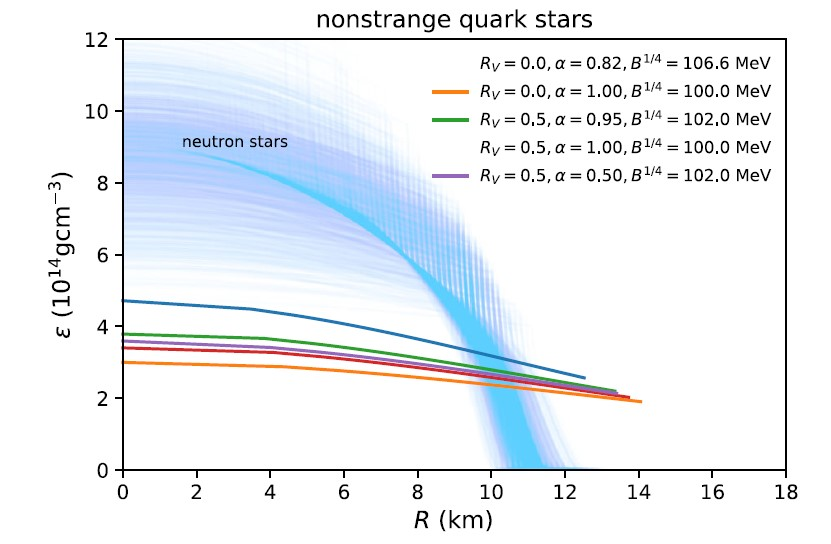 nonstrange quark stars
R_V = 0.0, α = 0.82, B^{1/4} = 106.6 MeV
R_V = 0.0, α = 1.00, B^{1/4} = 100.0 MeV
R_V = 0.5, α = 0.95, B^{1/4} = 102.0 MeV
R_V = 0.5, α = 1.00, B^{1/4} = 100.0 MeV
R_V = 0.5, α = 0.50, B^{1/4} = 102.0 MeV
neutron stars
ε (10^{14}gcm^{−3})
12
10
8
6
4
2
0
0 2 4 6 8 10 12 14 16 18
R (km)